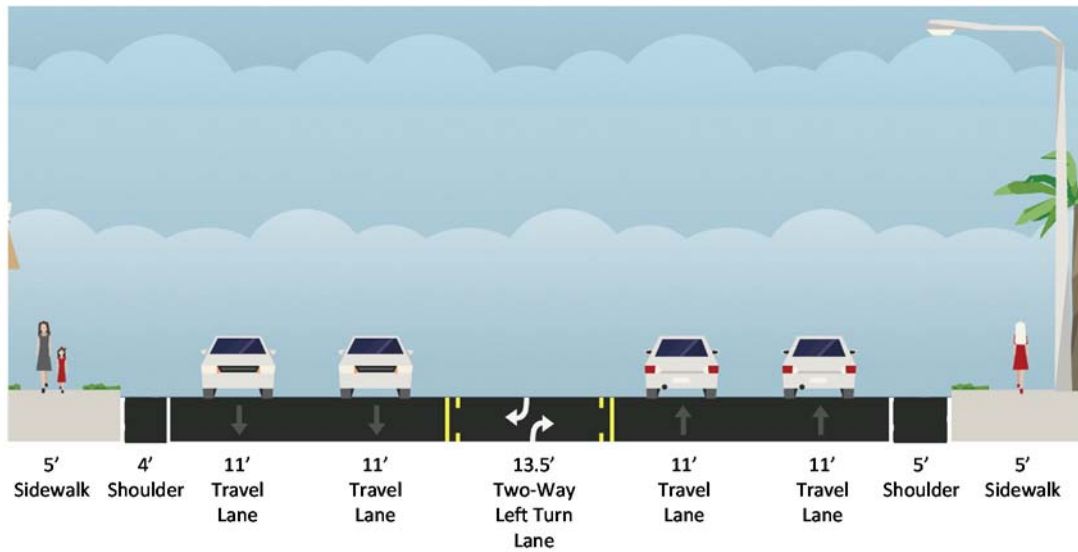 5’
Sidewalk
4’
Shoulder
11’
Travel
Lane
11’
Travel
Lane
13.5’
Two-Way
Left Turn
Lane
11’
Travel
Lane
11’
Travel
Lane
5’
Shoulder
5’
Sidewalk